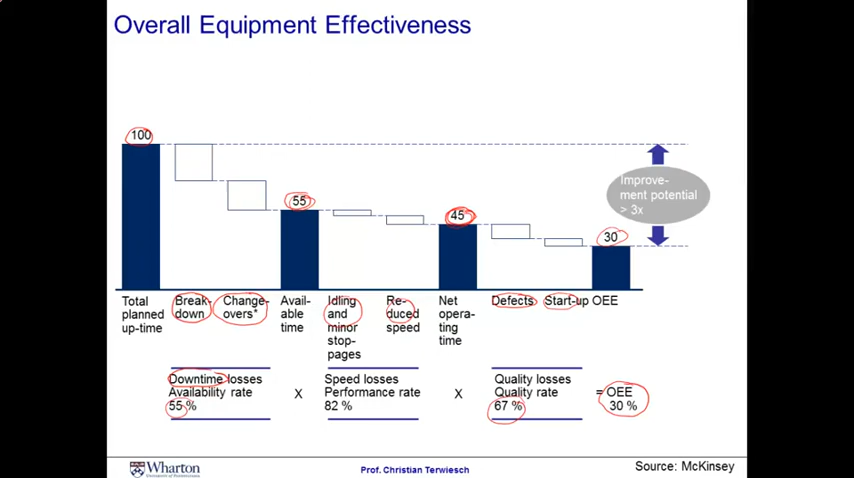 Overall Equipment Effectiveness
100
55
45
30
Improve-
ment potential
> 3x
Total
planned
up-time
Break-
down
Change-
overs*
Avail-
able
time
Idling
and
minor
stop-
pages
Re-
duced
speed
Net
opera-
ting
time
Defects
Start-up
OEE
Downtime losses
Availability rate
55 %
X
Speed losses
Performance rate
82 %
X
Quality losses
Quality rate
67 %
= OEE
30 %
Wharton
Prof. Christian Terwiesch
Source: McKinsey